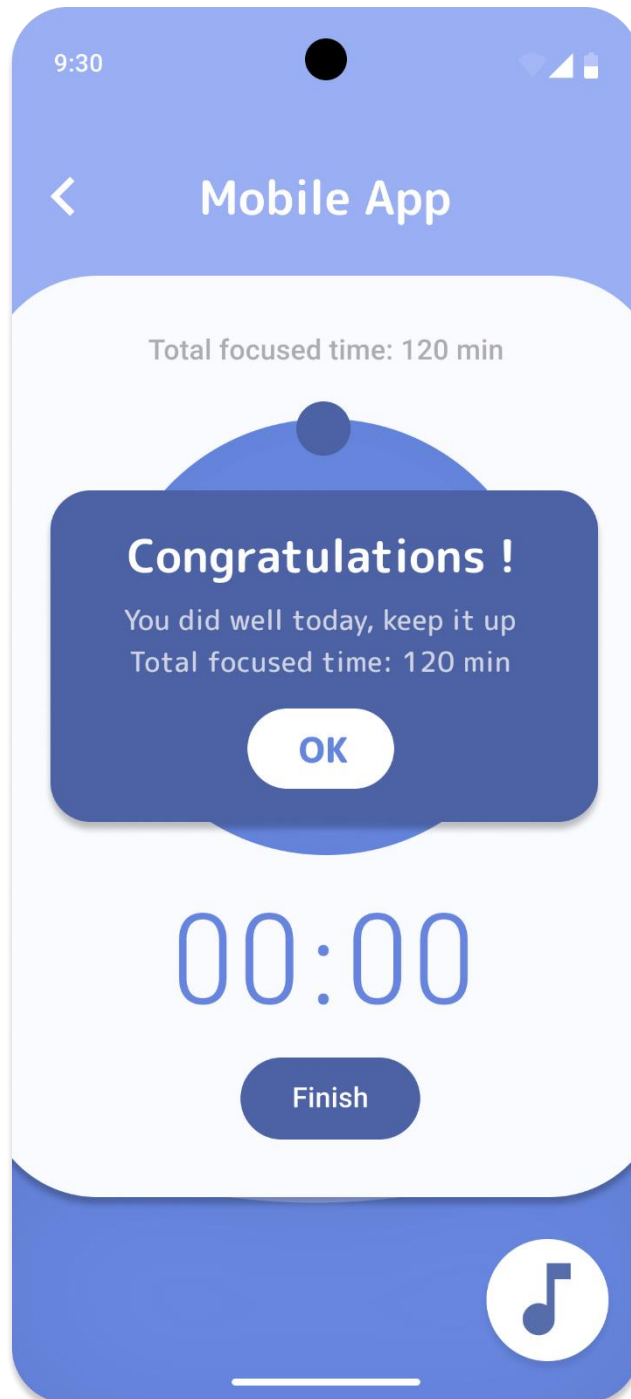 9:30
Mobile App
Total focused time: 120 min
Congratulations !
You did well today, keep it up
Total focused time: 120 min
OK
00:00
Finish